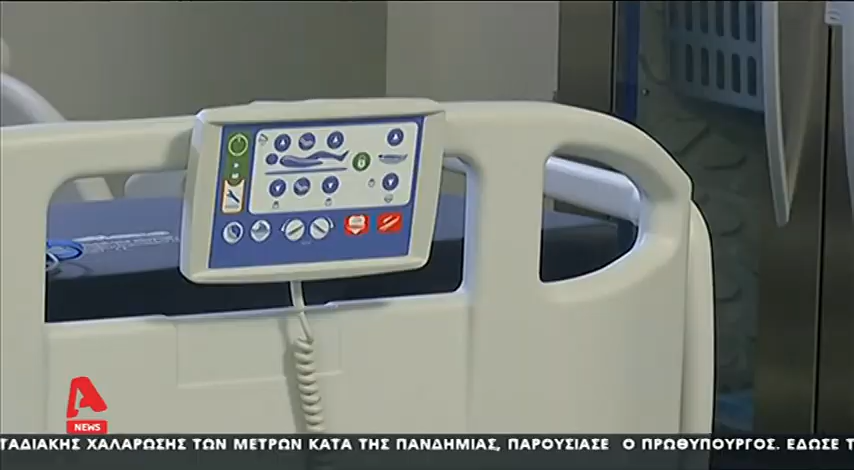 A
NEWS
ΤΑΔΙΑΚΗΣ ΧΑΛΑΡΩΣΗΣ ΤΩΝ ΜΕΤΡΩΝ ΚΑΤΑ ΤΗΣ ΠΑΝΔΗΜΙΑΣ, ΠΑΡΟΥΣΙΑΣΕ Ο ΠΡΩΘΥΠΟΥΡΓΟΣ. ΕΔΩΣΕ Τ